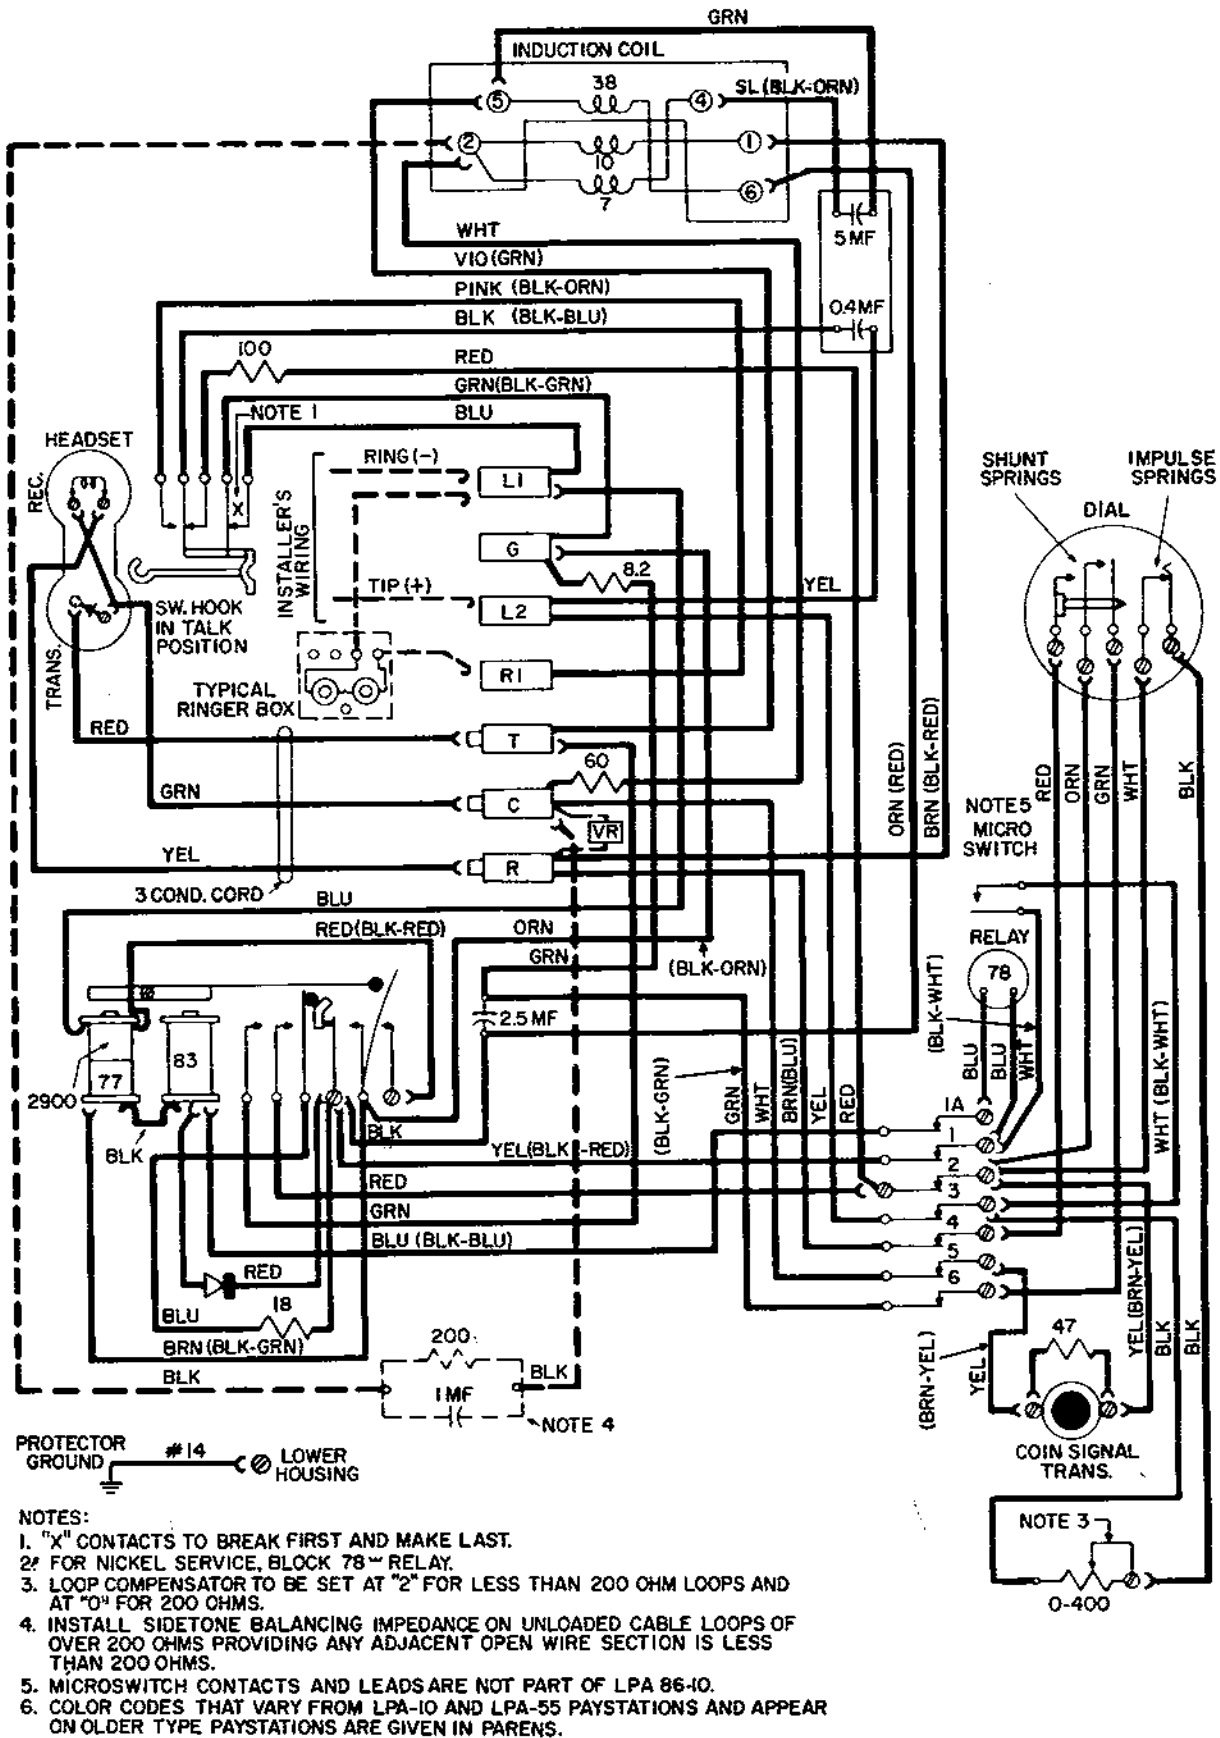 GRN
INDUCTION COIL
38
5
4
SL (BLK-ORN)
2
10
1
7
6
5 MF
WHT
VIO (GRN)
PINK (BLK-ORN)
0.4MF
BLK (BLK-BLU)
100
RED
GRN(BLK-GRN)
NOTE 1
BLU
HEADSET
REC.
X
RING (-)
L1
INSTALLER'S
WIRING
G
8.2
TIP (+)
L2
YEL
SW. HOOK
IN TALK
POSITION
TRANS.
R1
TYPICAL
RINGER BOX
RED
T
60
GRN
C
VR
YEL
R
3 COND. CORD
BLU
SHUNT
SPRINGS
IMPULSE
SPRINGS
DIAL
ORN (RED)
BRN (BLK-RED)
RED
ORN
GRN
WHT
BLK
NOTE 5
MICRO
SWITCH
RELAY
78
RED(BLK-RED)
ORN
GRN
(BLK-ORN)
2.5 MF
83
77
2900
BLK
BLK
(BLK-GRN)
GRN
WHT
BRN(BLU)
YEL
RED
(BLK-WHT)
BLU
BLU
WHT
WHT (BLK-WHT)
1A
1
2
3
4
5
6
YEL(BLK-RED)
RED
GRN
BLU (BLK-BLU)
RED
BLU
18
BRN (BLK-GRN)
BLK
200
1 MF
BLK
NOTE 4
(BRN-YEL)
YEL
47
YEL(BRN-YEL)
BLK
BLK
COIN SIGNAL
TRANS.
NOTE 3
0-400
PROTECTOR
GROUND
#14
LOWER
HOUSING
NOTES:
1. "X" CONTACTS TO BREAK FIRST AND MAKE LAST.
2. FOR NICKEL SERVICE, BLOCK 78~ RELAY.
3. LOOP COMPENSATOR TO BE SET AT "2" FOR LESS THAN 200 OHM LOOPS AND
AT "0" FOR 200 OHMS.
4. INSTALL SIDETONE BALANCING IMPEDANCE ON UNLOADED CABLE LOOPS OF
OVER 200 OHMS PROVIDING ANY ADJACENT OPEN WIRE SECTION IS LESS
THAN 200 OHMS.
5. MICROSWITCH CONTACTS AND LEADS ARE NOT PART OF LPA 86-10.
6. COLOR CODES THAT VARY FROM LPA-10 AND LPA-55 PAYSTATIONS AND APPEAR
ON OLDER TYPE PAYSTATIONS ARE GIVEN IN PARENS.